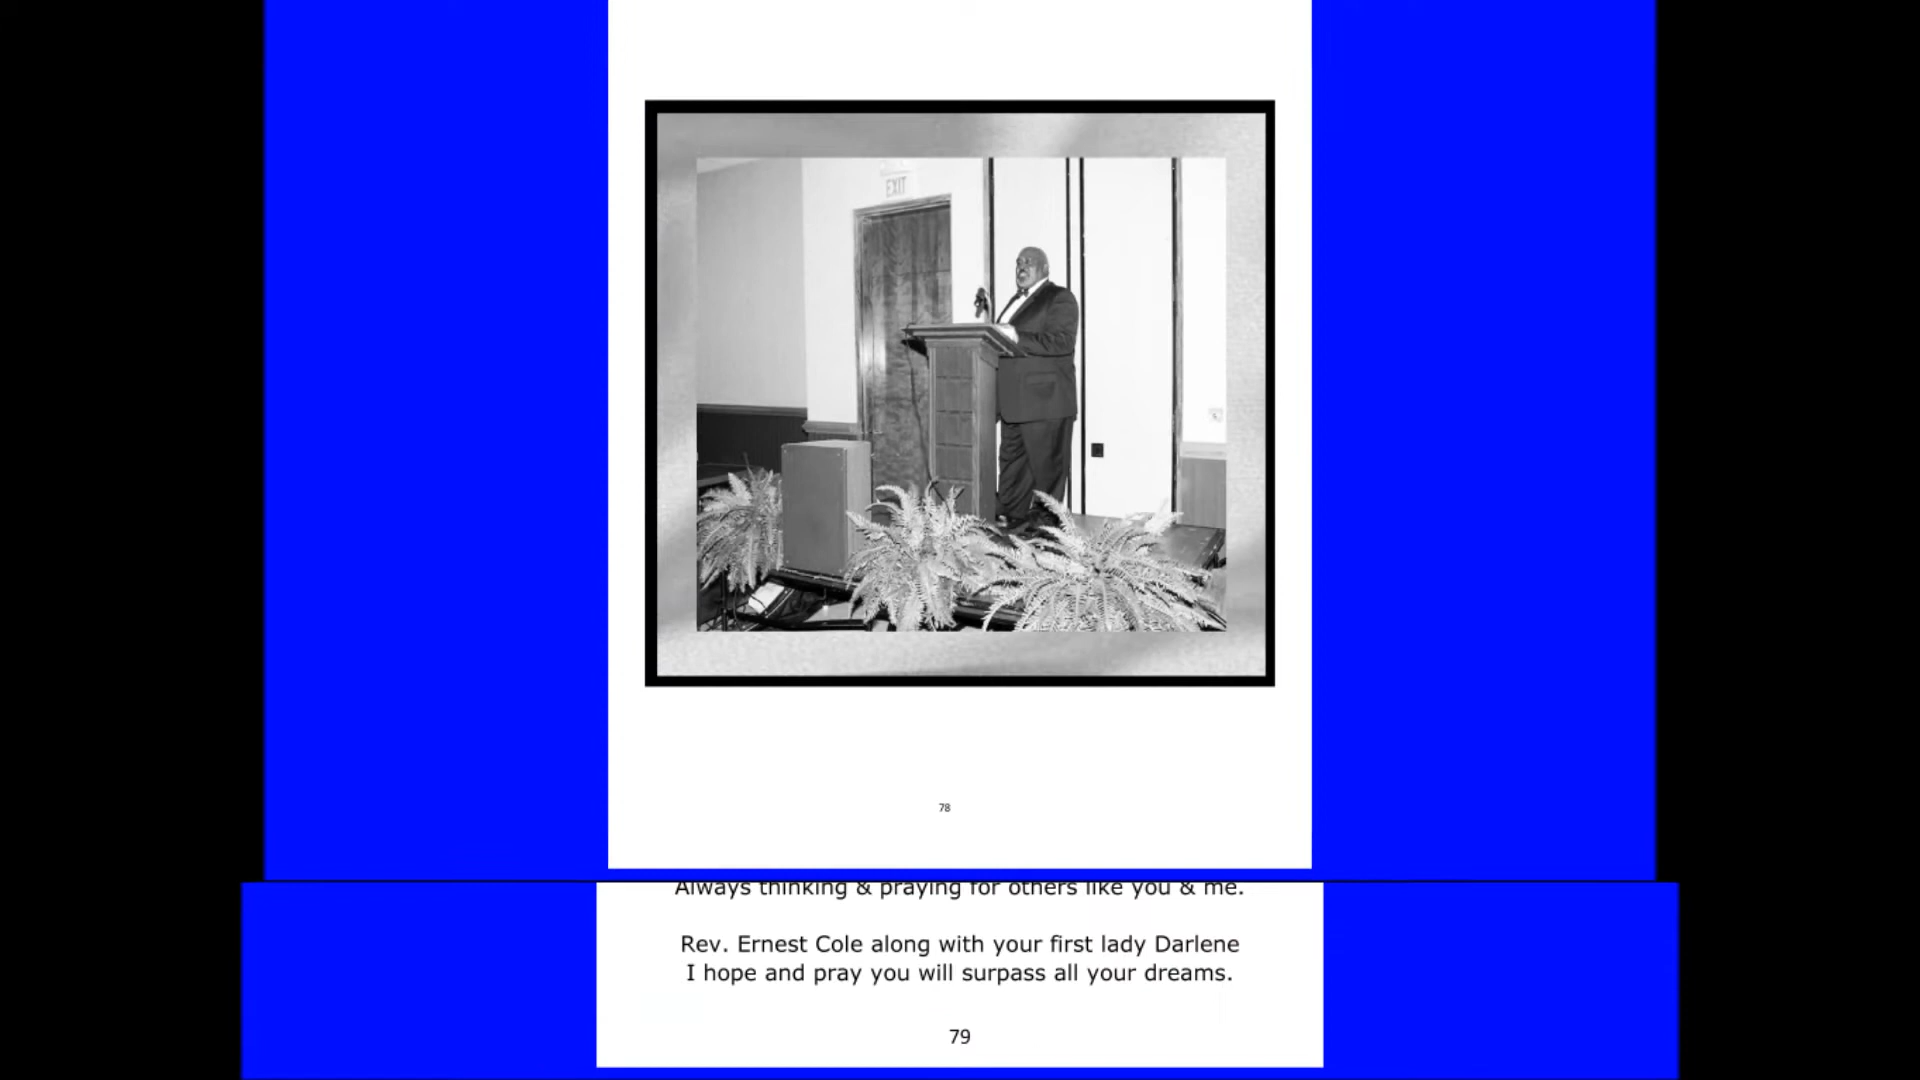 EXIT
78
Always thinking & praying for others like you & me.
Rev. Ernest Cole along with your first lady Darlene
I hope and pray you will surpass all your dreams.
79